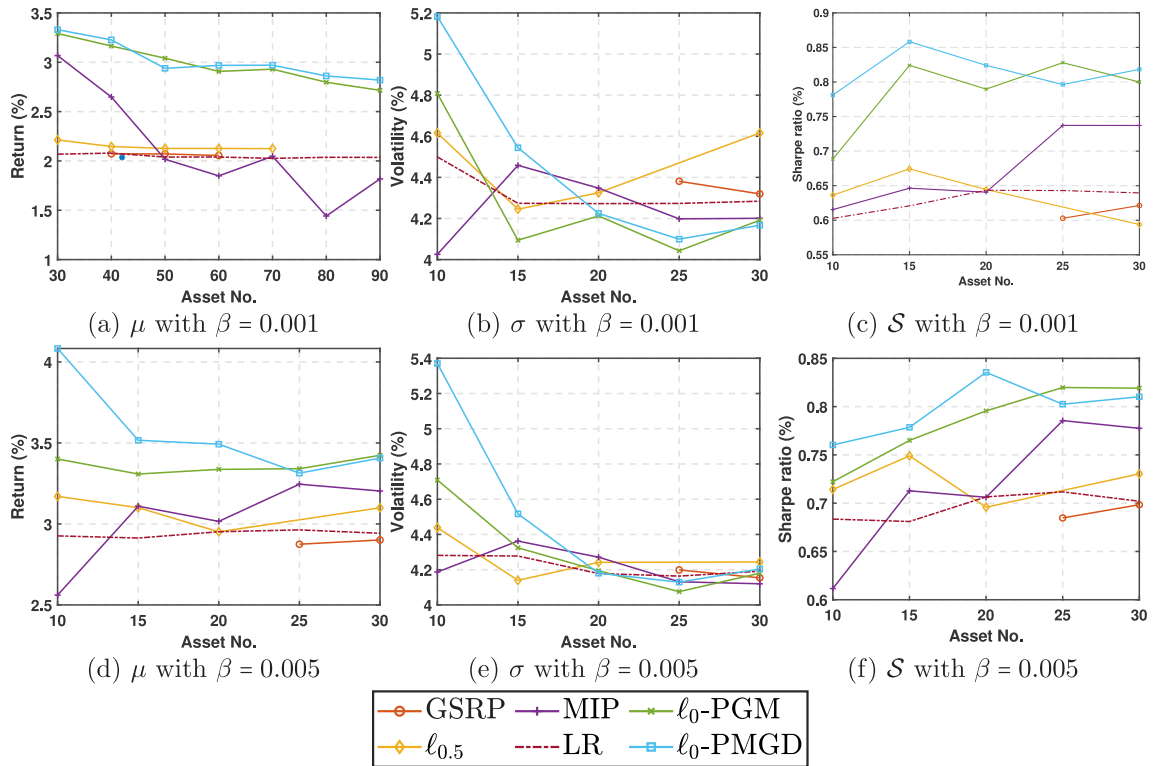 3.5
3
2.5
2
1.5
1
Return (%)
30 40 50 60 70 80 90
Asset No.
(a) μ with β = 0.001
5.2
5
4.8
4.6
4.4
4.2
4
Volatility (%)
10 15 20 25 30
Asset No.
(b) σ with β = 0.001
0.9
0.85
0.8
0.75
0.7
0.65
0.6
0.55
Sharpe ratio (%)
10 15 20 25 30
Asset No.
(c) 𝒮 with β = 0.001
4
3.5
3
2.5
Return (%)
10 15 20 25 30
Asset No.
(d) μ with β = 0.005
5.4
5.2
5
4.8
4.6
4.4
4.2
4
Volatility (%)
10 15 20 25 30
Asset No.
(e) σ with β = 0.005
0.85
0.8
0.75
0.7
0.65
0.6
Sharpe ratio (%)
10 15 20 25 30
Asset No.
(f) 𝒮 with β = 0.005
GSRP MIP ℓ₀-PGM
ℓ₀.₅ LR ℓ₀-PMGD